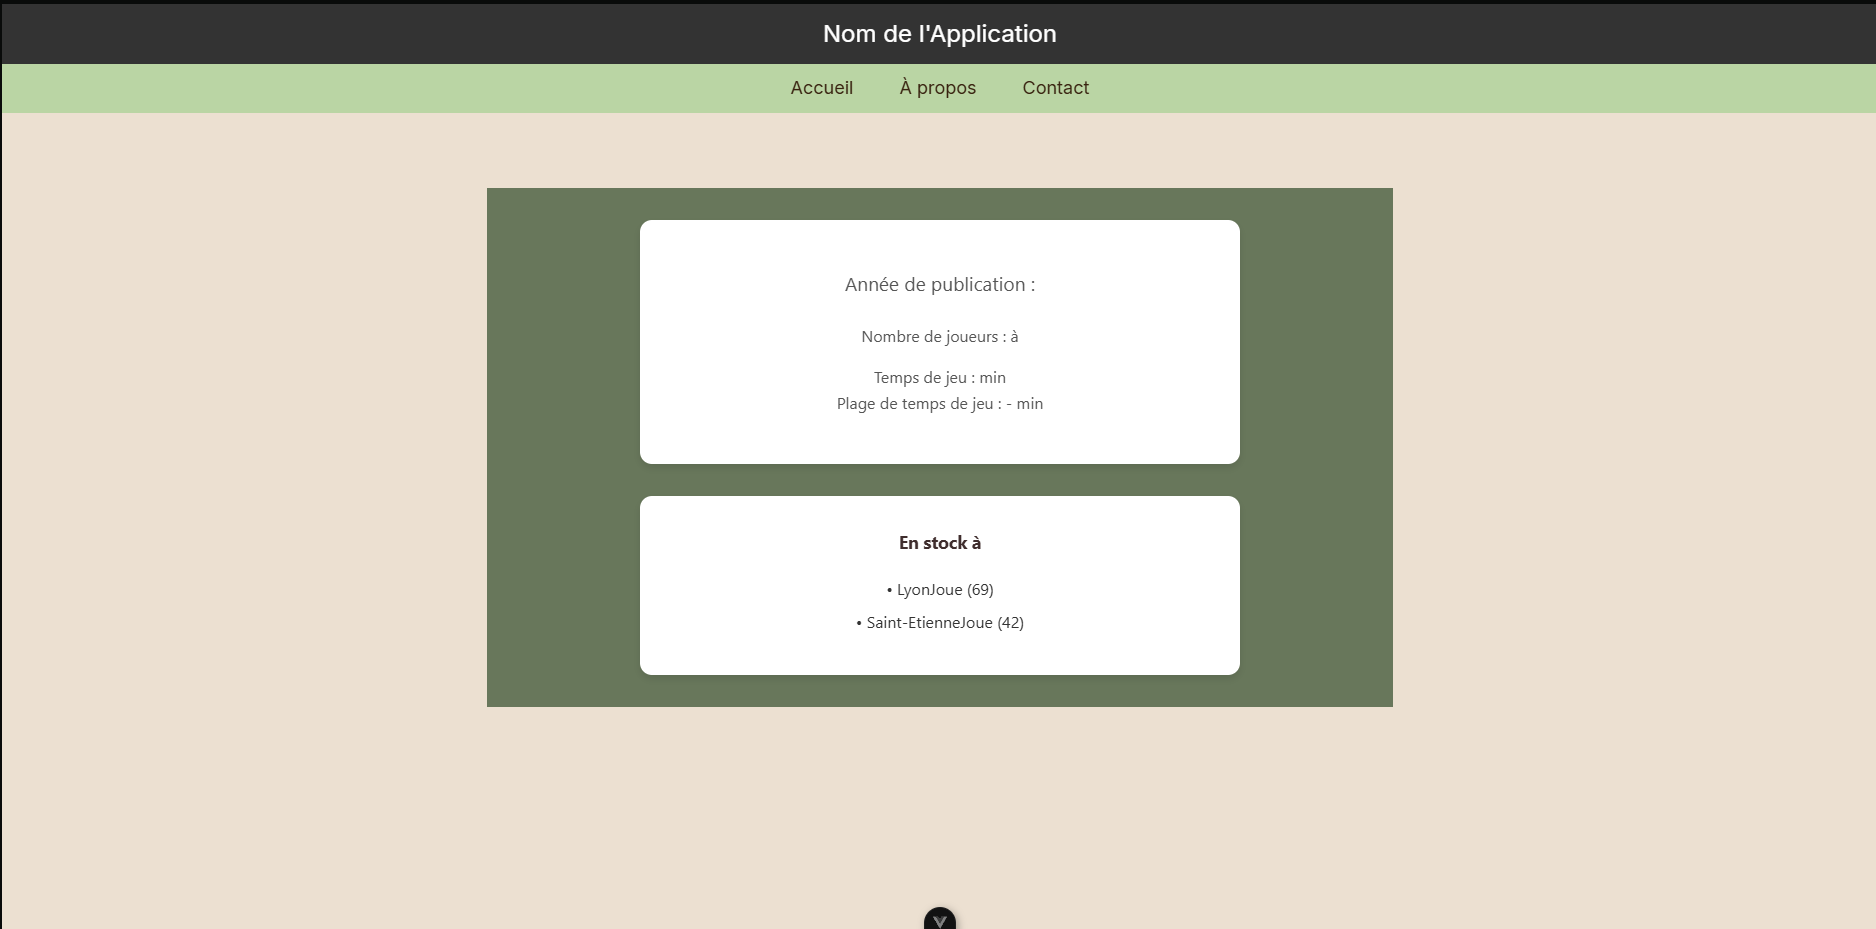 Nom de l'Application
Accueil À propos Contact
Année de publication :
Nombre de joueurs : à
Temps de jeu : min
Plage de temps de jeu : - min
En stock à
• LyonJoue (69)
• Saint-EtienneJoue (42)